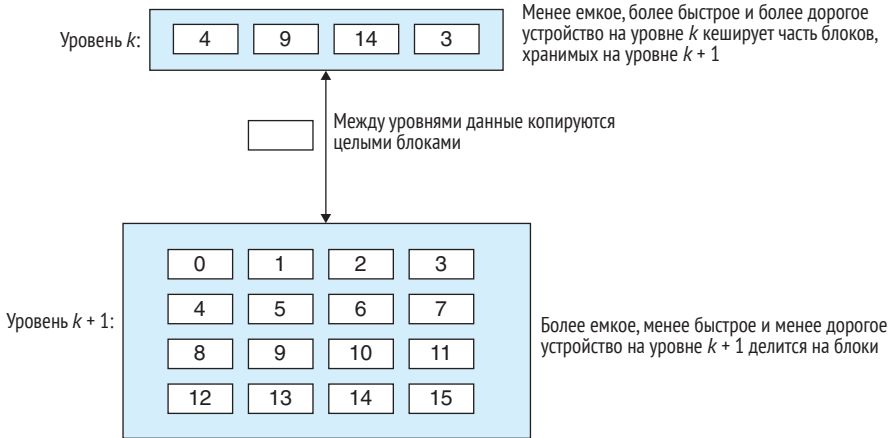 Уровень k:
4 9 14 3
Менее емкое, более быстрое и более дорогое
устройство на уровне k кеширует часть блоков,
хранимых на уровне k + 1
Между уровнями данные копируются
целыми блоками
Уровень k + 1:
0 1 2 3
4 5 6 7
8 9 10 11
12 13 14 15
Более емкое, менее быстрое и менее дорогое
устройство на уровне k + 1 делится на блоки